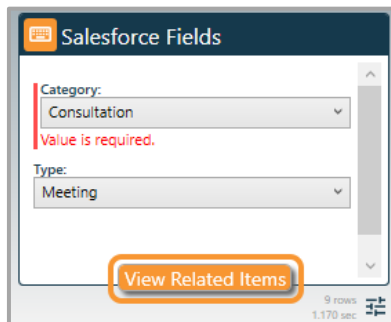 Salesforce Fields
Category:
Consultation
Value is required.
Type:
Meeting
View Related Items
9 rows
1.170 sec